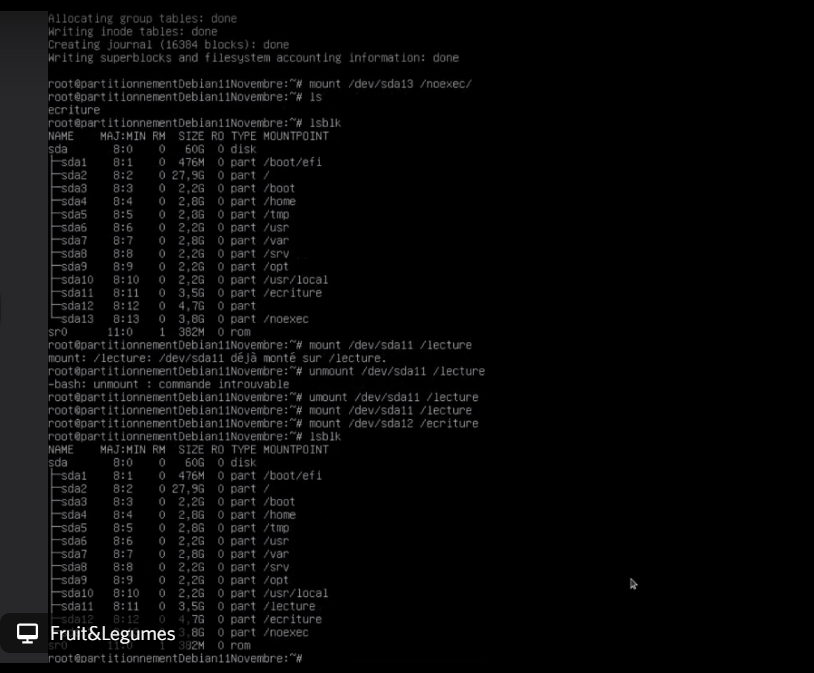 Allocating group tables: done
Writing inode tables: done
Creating journal (16384 blocks): done
Writing superblocks and filesystem accounting information: done
root@partitionnementDebian11Novembre:~# mount /dev/sda13 /noexec/
root@partitionnementDebian11Novembre:~# ls
ecriture
root@partitionnementDebian11Novembre:~# lsblk
NAME MAJ:MIN RM SIZE RO TYPE MOUNTPOINT
sda 8:0 0 60G 0 disk
├─sda1 8:1 0 476M 0 part /boot/efi
├─sda2 8:2 0 27,9G 0 part /
├─sda3 8:3 0 2,2G 0 part /boot
├─sda4 8:4 0 2,8G 0 part /home
├─sda5 8:5 0 2,8G 0 part /tmp
├─sda6 8:6 0 2,2G 0 part /usr
├─sda7 8:7 0 2,8G 0 part /var
├─sda8 8:8 0 2,2G 0 part /srv
├─sda9 8:9 0 2,2G 0 part /opt
├─sda10 8:10 0 2,2G 0 part /usr/local
├─sda11 8:11 0 3,5G 0 part /ecriture
├─sda12 8:12 0 4,7G 0 part
└─sda13 8:13 0 3,8G 0 part /noexec
sr0 11:0 1 382M 0 rom
root@partitionnementDebian11Novembre:~# mount /dev/sda11 /lecture
mount: /lecture: /dev/sda11 déjà monté sur /lecture.
root@partitionnementDebian11Novembre:~# unmount /dev/sda11 /lecture
-bash: unmount : commande introuvable
root@partitionnementDebian11Novembre:~# umount /dev/sda11 /lecture
root@partitionnementDebian11Novembre:~# mount /dev/sda11 /lecture
root@partitionnementDebian11Novembre:~# mount /dev/sda12 /ecriture
root@partitionnementDebian11Novembre:~# lsblk
NAME MAJ:MIN RM SIZE RO TYPE MOUNTPOINT
sda 8:0 0 60G 0 disk
├─sda1 8:1 0 476M 0 part /boot/efi
├─sda2 8:2 0 27,9G 0 part /
├─sda3 8:3 0 2,2G 0 part /boot
├─sda4 8:4 0 2,8G 0 part /home
├─sda5 8:5 0 2,8G 0 part /tmp
├─sda6 8:6 0 2,2G 0 part /usr
├─sda7 8:7 0 2,8G 0 part /var
├─sda8 8:8 0 2,2G 0 part /srv
├─sda9 8:9 0 2,2G 0 part /opt
├─sda10 8:10 0 2,2G 0 part /usr/local
├─sda11 8:11 0 3,5G 0 part /lecture
├─sda12 8:12 0 4,7G 0 part /ecriture
Fruit&Legumes 3,8G 0 part /noexec
sr0 11:0 1 382M 0 rom
root@partitionnementDebian11Novembre:~#